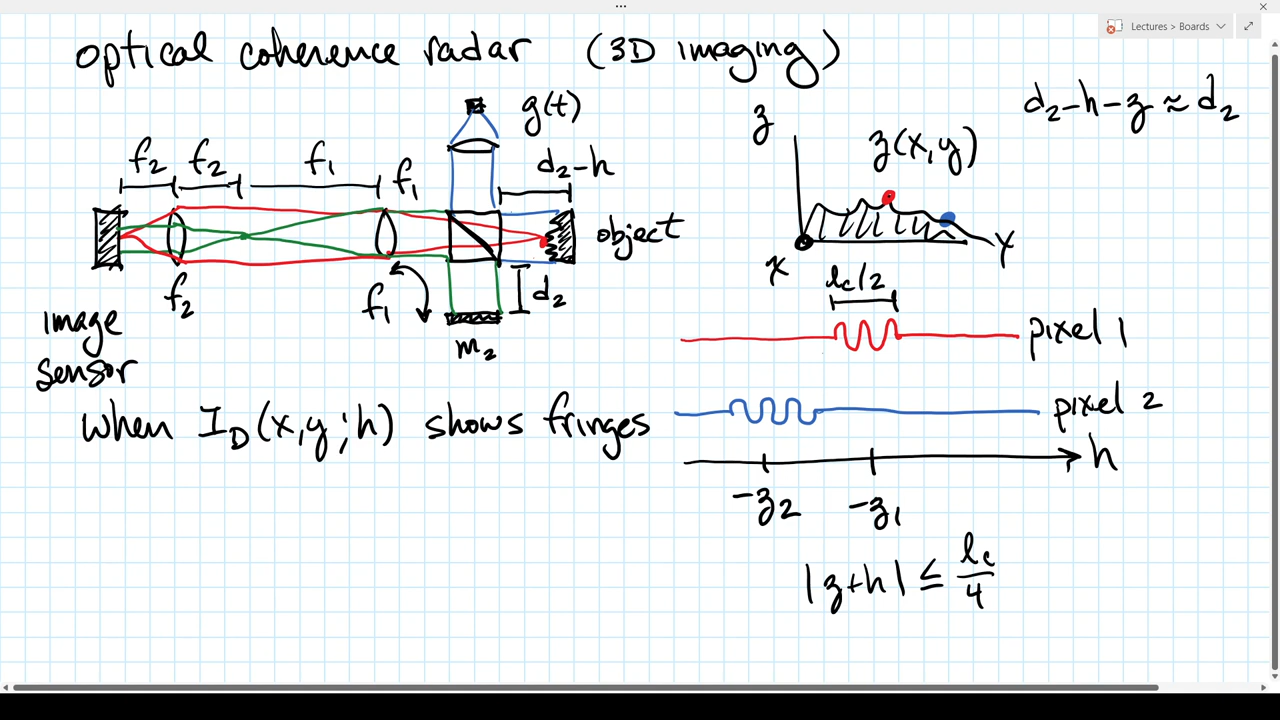 Lectures > Boards
optical coherence radar (3D imaging)
d₂-h-z ≈ d₂
g(t)
z
z(x,y)
f₂ f₂ f₁ f₁ d₂-h
object
y
x
lc/2
f₂ f₁ d₂
image
sensor
m₂
pixel 1
pixel 2
when I_D(x,y;h) shows fringes
h
-z₂ -z₁
|z+h| ≤ lc/4